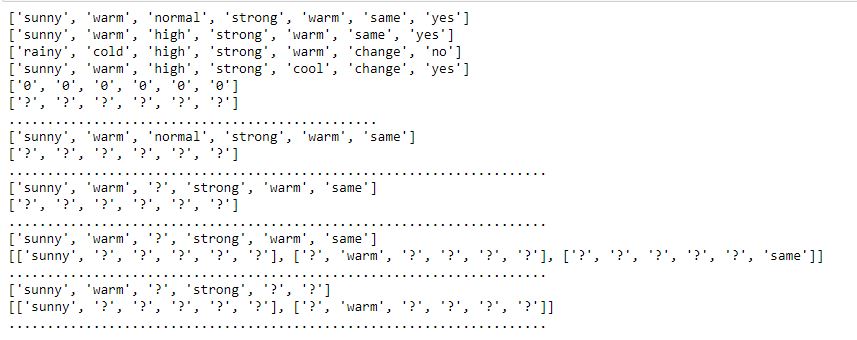 ['sunny', 'warm', 'normal', 'strong', 'warm', 'same', 'yes']
['sunny', 'warm', 'high', 'strong', 'warm', 'same', 'yes']
['rainy', 'cold', 'high', 'strong', 'warm', 'change', 'no']
['sunny', 'warm', 'high', 'strong', 'cool', 'change', 'yes']
['0', '0', '0', '0', '0', '0']
['?', '?', '?', '?', '?', '?']
................................................
['sunny', 'warm', 'normal', 'strong', 'warm', 'same']
['?', '?', '?', '?', '?', '?']
......................................................................
['sunny', 'warm', '?', 'strong', 'warm', 'same']
['?', '?', '?', '?', '?', '?']
......................................................................
['sunny', 'warm', '?', 'strong', 'warm', 'same']
[['sunny', '?', '?', '?', '?', '?'], ['?', 'warm', '?', '?', '?', '?'], ['?', '?', '?', '?', '?', 'same']]
......................................................................
['sunny', 'warm', '?', 'strong', '?', '?']
[['sunny', '?', '?', '?', '?', '?'], ['?', 'warm', '?', '?', '?', '?']]
......................................................................